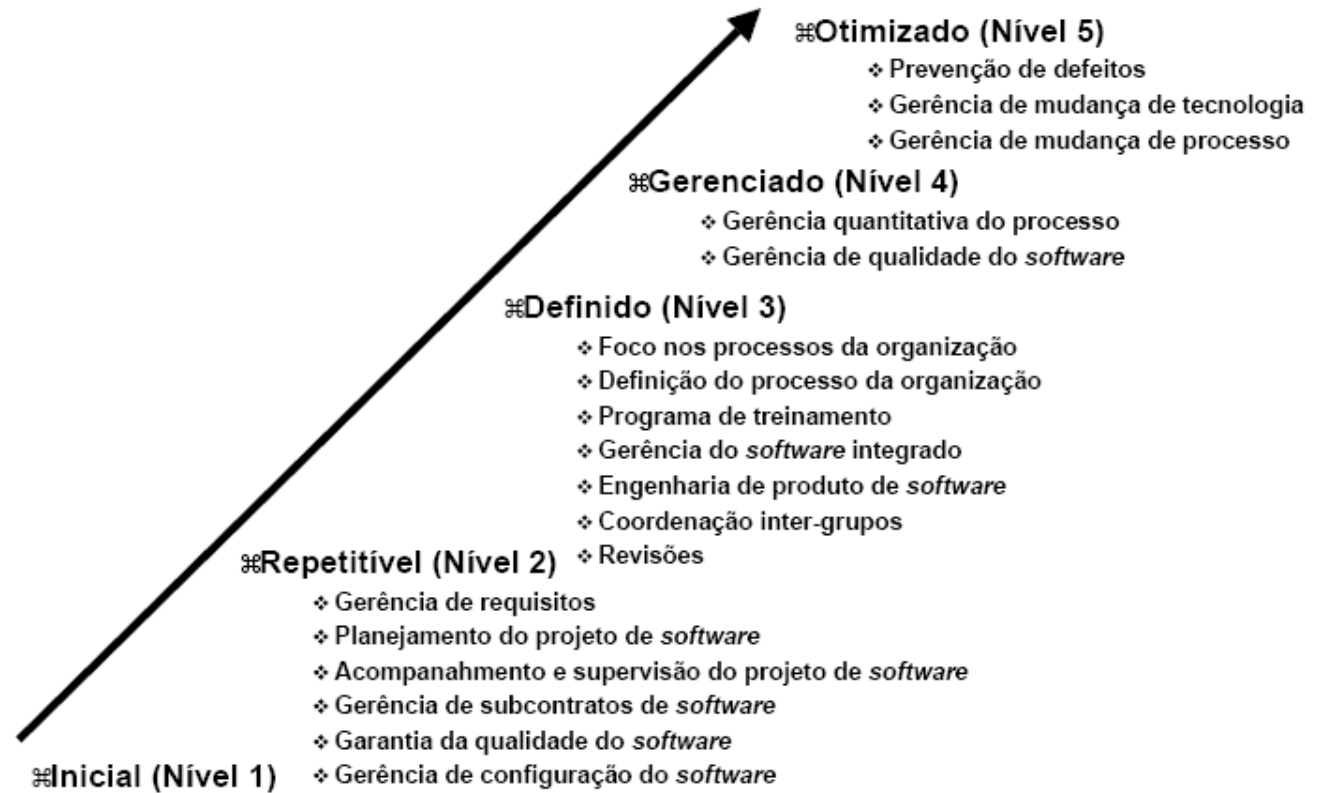 ⌘Otimizado (Nível 5)
❖ Prevenção de defeitos
❖ Gerência de mudança de tecnologia
❖ Gerência de mudança de processo
⌘Gerenciado (Nível 4)
❖ Gerência quantitativa do processo
❖ Gerência de qualidade do software
⌘Definido (Nível 3)
❖ Foco nos processos da organização
❖ Definição do processo da organização
❖ Programa de treinamento
❖ Gerência do software integrado
❖ Engenharia de produto de software
❖ Coordenação inter-grupos
❖ Revisões
⌘Repetitível (Nível 2)
❖ Gerência de requisitos
❖ Planejamento do projeto de software
❖ Acompanahmento e supervisão do projeto de software
❖ Gerência de subcontratos de software
❖ Garantia da qualidade do software
❖ Gerência de configuração do software
⌘Inicial (Nível 1)